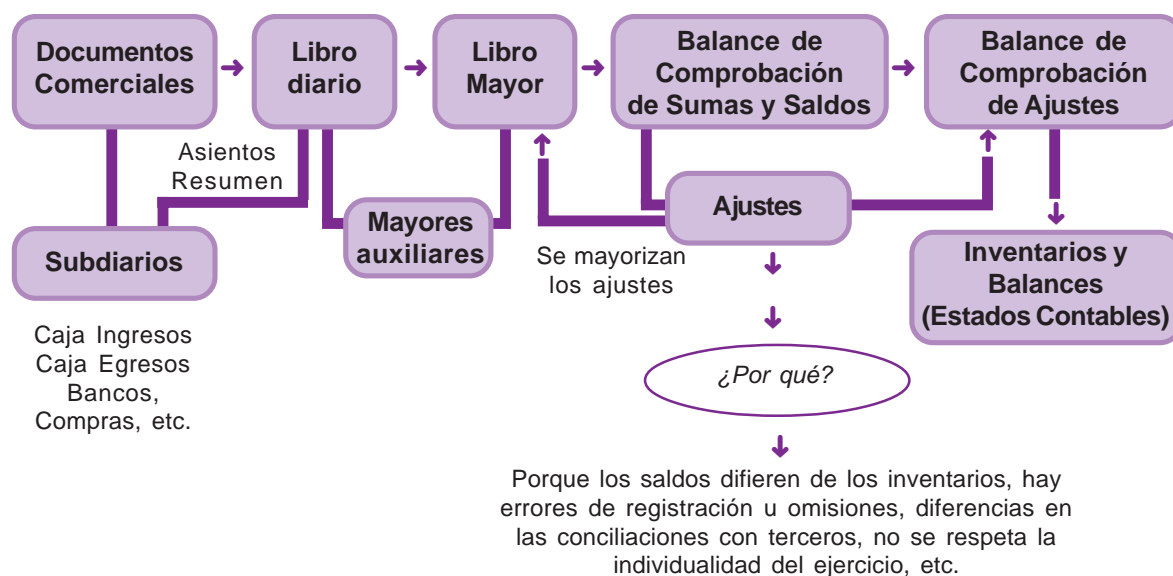 Documentos
Comerciales
Libro
diario
Libro
Mayor
Balance de
Comprobación
de Sumas y Saldos
Balance de
Comprobación
de Ajustes
Asientos
Resumen
Subdiarios
Mayores
auxiliares
Ajustes
Se mayorizan
los ajustes
Inventarios y
Balances
(Estados Contables)
Caja Ingresos
Caja Egresos
Bancos,
Compras, etc.
¿Por qué?
Porque los saldos difieren de los inventarios, hay
errores de registración u omisiones, diferencias en
las conciliaciones con terceros, no se respeta la
individualidad del ejercicio, etc.